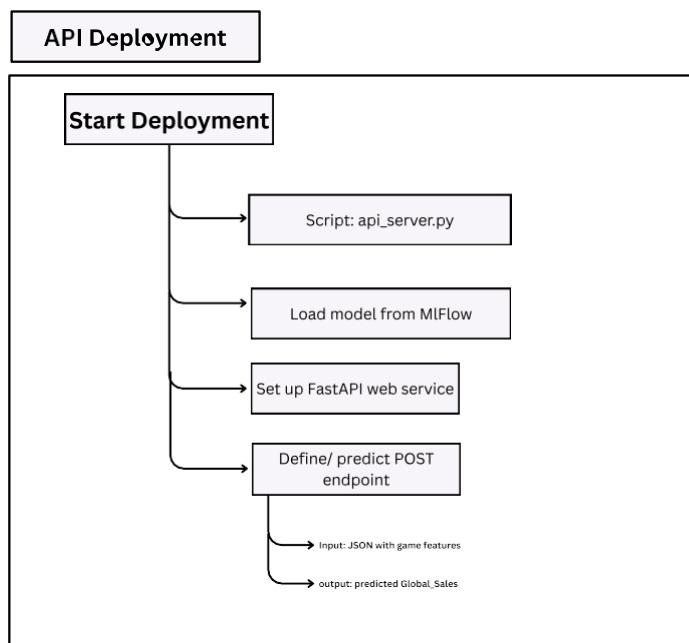 API Deployment
Start Deployment
Script: api_server.py
Load model from MlFlow
Set up FastAPI web service
Define/ predict POST
endpoint
Input: JSON with game features
output: predicted Global_Sales